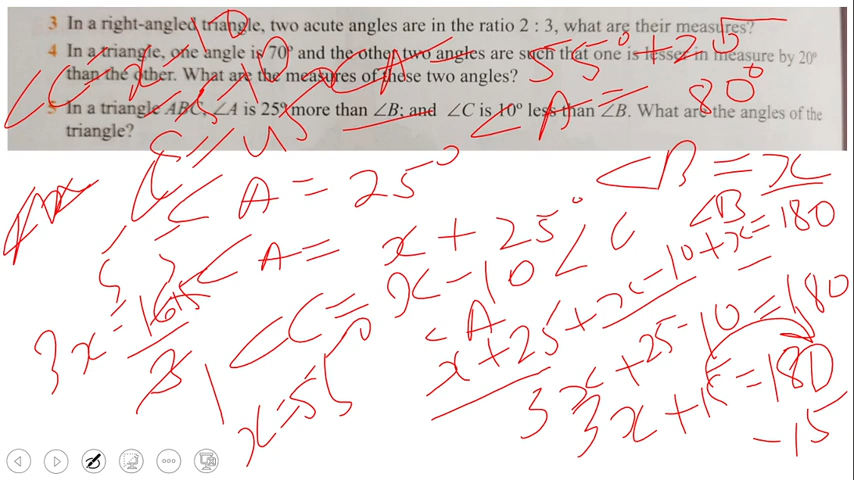 3 In a right-angled triangle, two acute angles are in the ratio 2 : 3, what are their measures?
4 In a triangle, one angle is 70° and the other two angles are such that one is lesser in measure by 20°
than the other. What are the measures of these two angles?
5 In a triangle ABC, ∠A is 25° more than ∠B; and ∠C is 10° less than ∠B. What are the angles of the
triangle?
55° + 25
∠A = 80°
∠C = x - 10
45
∠A = 25°
∠B = x
∠A = x + 25°
∠C = x - 10
∠C
∠B
∠A
x + 25 + x - 10 + x = 180
3x + 25 - 10 = 180
3x + 15 = 180
- 15
3x = 165
3
x = 55°